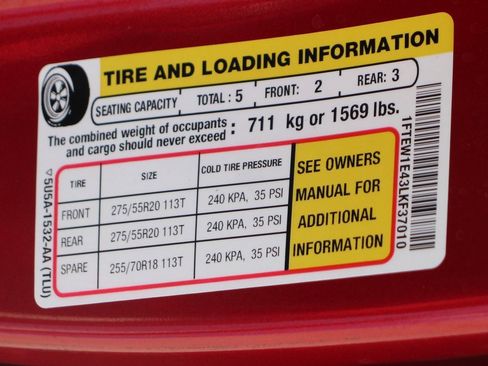 TIRE AND LOADING INFORMATION
SEATING CAPACITY TOTAL : 5 FRONT: 2 REAR: 3
The combined weight of occupants
and cargo should never exceed : 711 kg or 1569 lbs.
TIRE SIZE COLD TIRE PRESSURE
FRONT 275/55R20 113T 240 KPA, 35 PSI
REAR 275/55R20 113T 240 KPA, 35 PSI
SPARE 255/70R18 113T 240 KPA, 35 PSI
SEE OWNERS
MANUAL FOR
ADDITIONAL
INFORMATION
▽5U5A-1532-AA (TLU)
1FTEW1E43LKF37010